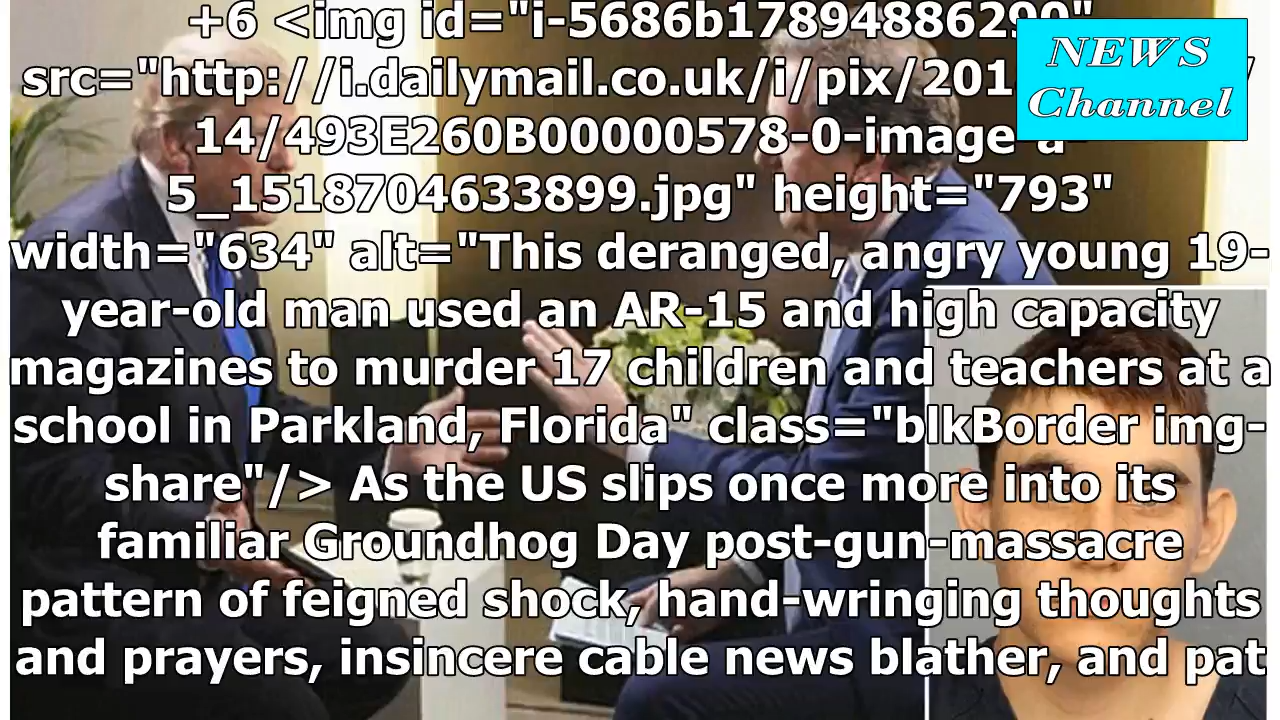 +6 <img id="i-5686b17894886290"
src="http://i.dailymail.co.uk/i/pix/201
14/493E260B00000578-0-image-a-
5_1518704633899.jpg" height="793"
width="634" alt="This deranged, angry young 19-
year-old man used an AR-15 and high capacity
magazines to murder 17 children and teachers at a
school in Parkland, Florida" class="blkBorder img-
share"/> As the US slips once more into its
familiar Groundhog Day post-gun-massacre
pattern of feigned shock, hand-wringing thoughts
and prayers, insincere cable news blather, and pat
NEWS
Channel